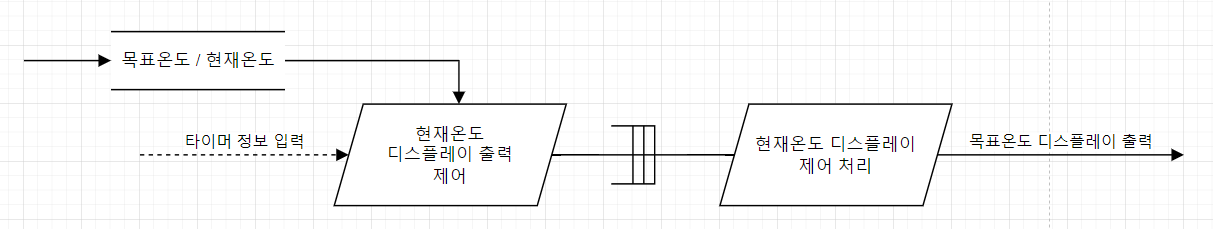 목표온도 / 현재온도
타이머 정보 입력
현재온도
디스플레이 출력
제어
현재온도 디스플레이
제어 처리
목표온도 디스플레이 출력